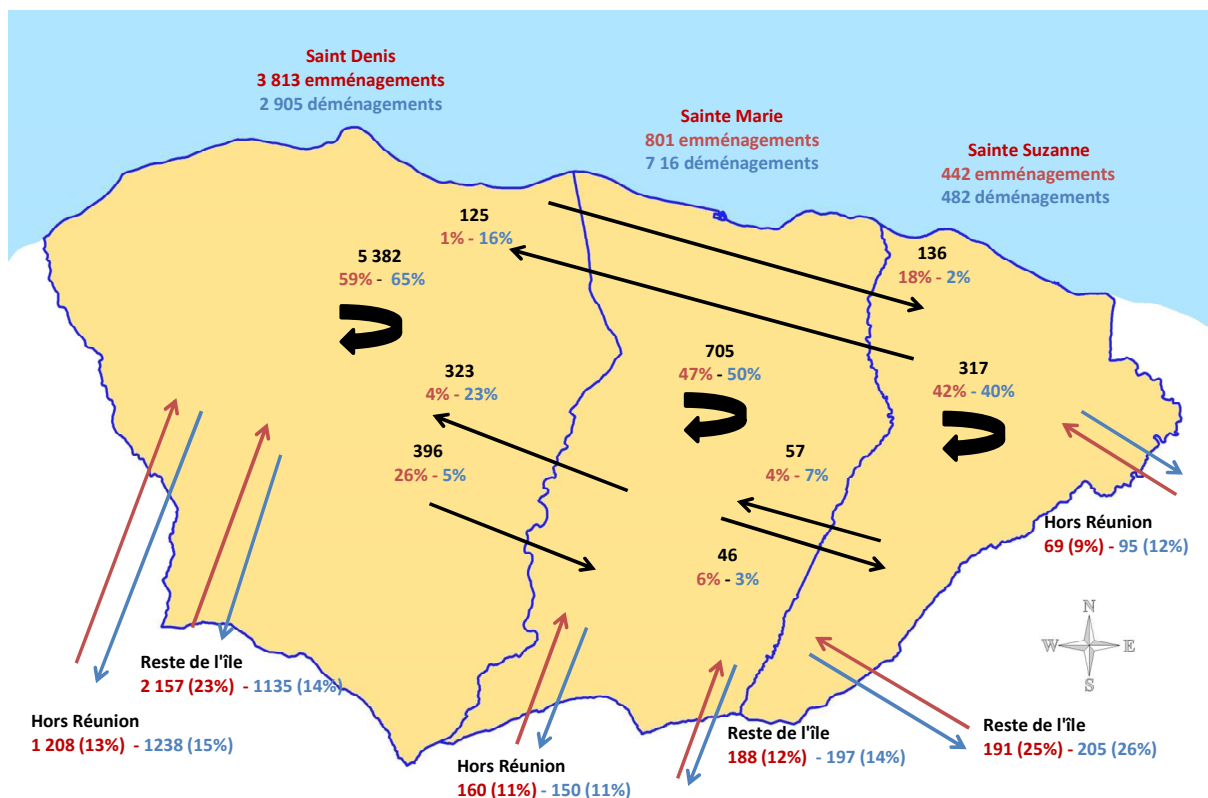 Saint Denis
3 813 emménagements
2 905 déménagements
Sainte Marie
801 emménagements
7 16 déménagements
Sainte Suzanne
442 emménagements
482 déménagements
125
1% - 16%
5 382
59% - 65%
136
18% - 2%
323
4% - 23%
705
47% - 50%
317
42% - 40%
396
26% - 5%
57
4% - 7%
46
6% - 3%
Hors Réunion
69 (9%) - 95 (12%)
N
W E
S
Reste de l'île
2 157 (23%) - 1135 (14%)
Hors Réunion
1 208 (13%) - 1238 (15%)
Hors Réunion
160 (11%) - 150 (11%)
Reste de l'île
188 (12%) - 197 (14%)
Reste de l'île
191 (25%) - 205 (26%)